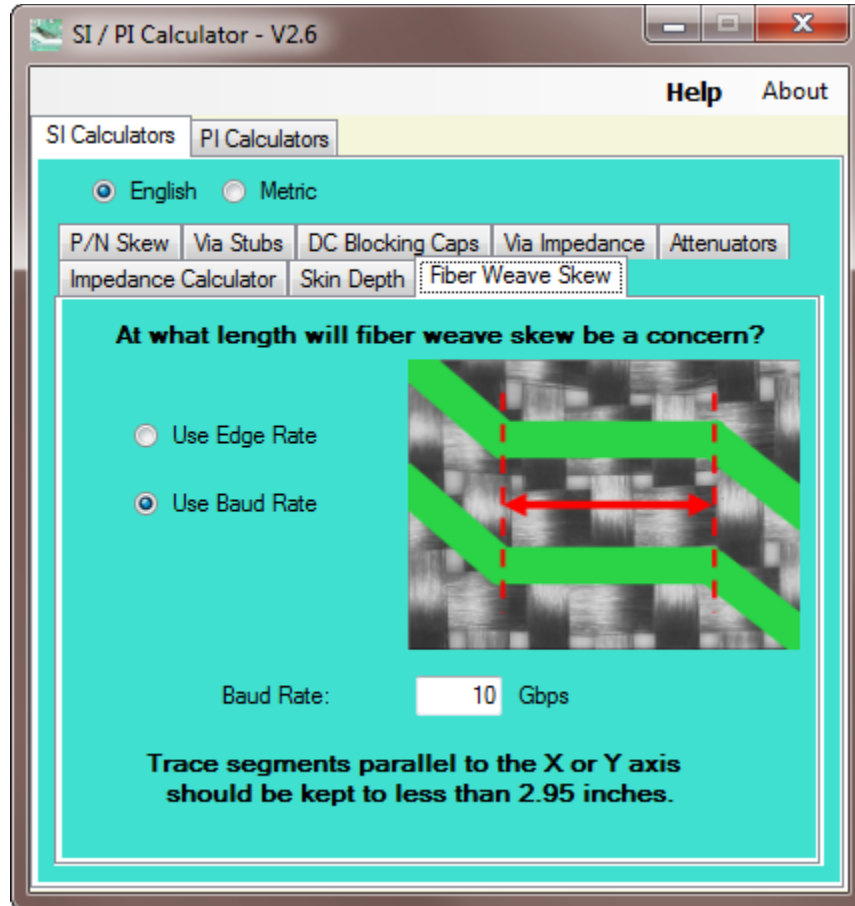 SI / PI Calculator - V2.6
Help About
SI Calculators PI Calculators
English Metric
P/N Skew Via Stubs DC Blocking Caps Via Impedance Attenuators
Impedance Calculator Skin Depth Fiber Weave Skew
At what length will fiber weave skew be a concern?
Use Edge Rate
Use Baud Rate
Baud Rate: 10 Gbps
Trace segments parallel to the X or Y axis
should be kept to less than 2.95 inches.